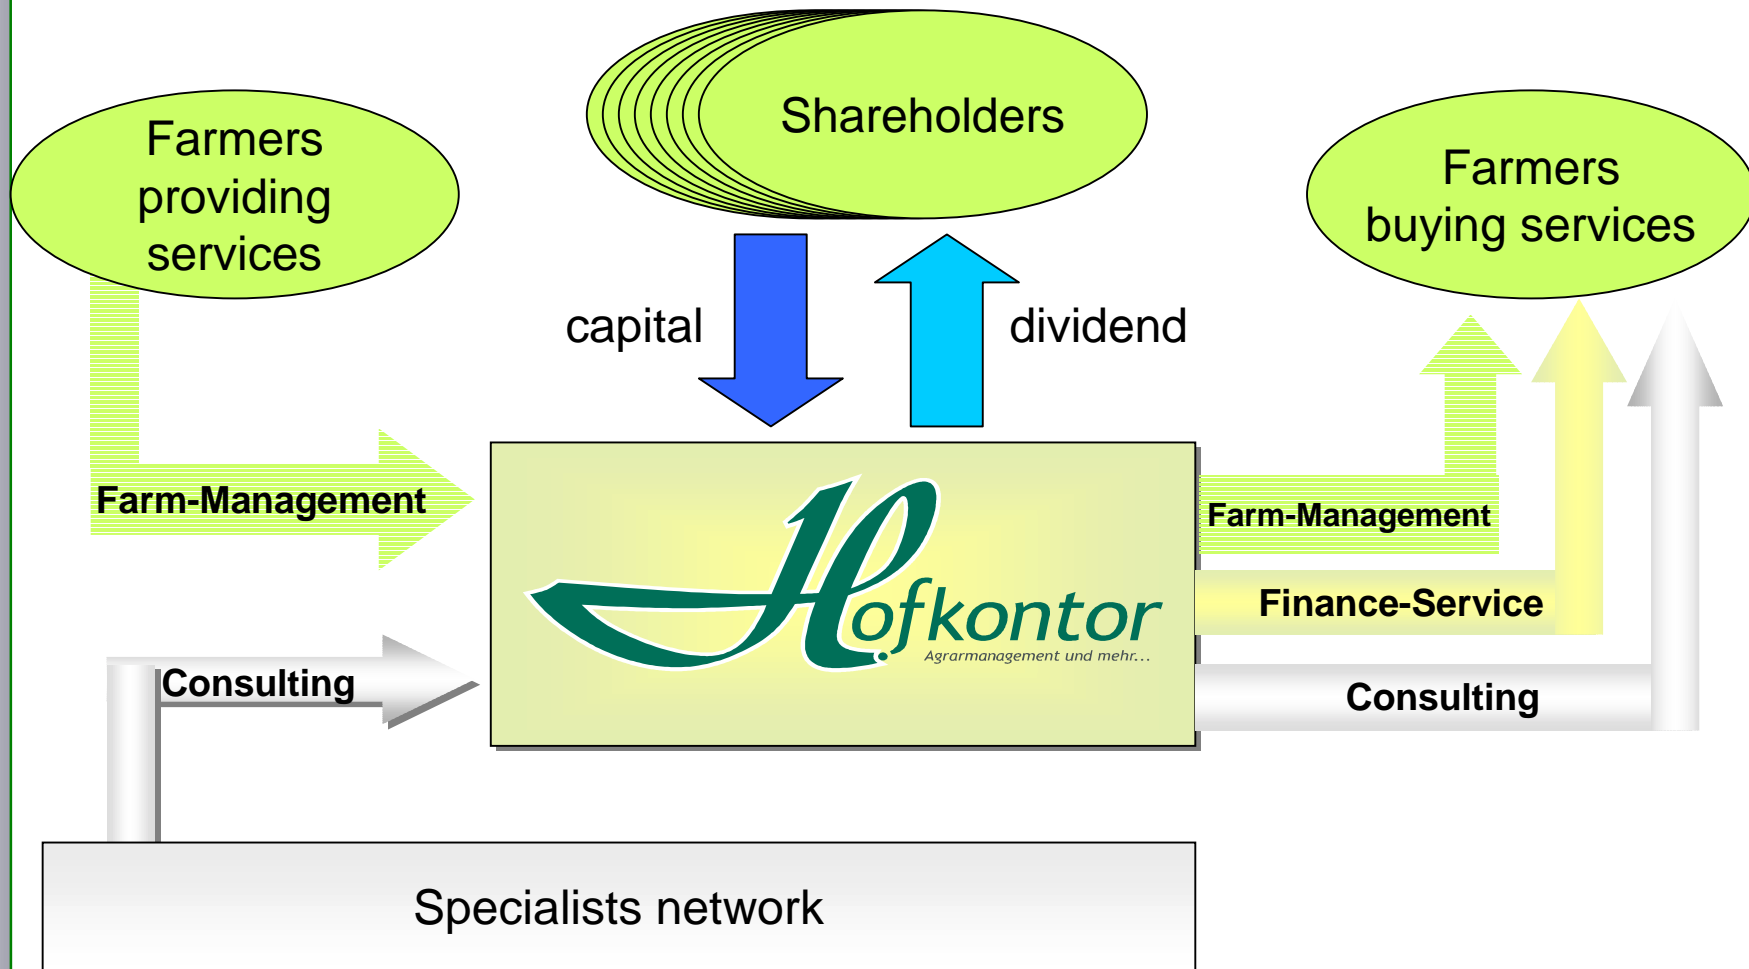 Shareholders
Farmers
providing
services
Farmers
buying services
capital
dividend
Farm-Management
Farm-Management
Hofkontor
Agrarmanagement und mehr...
Finance-Service
Consulting
Consulting
Specialists network